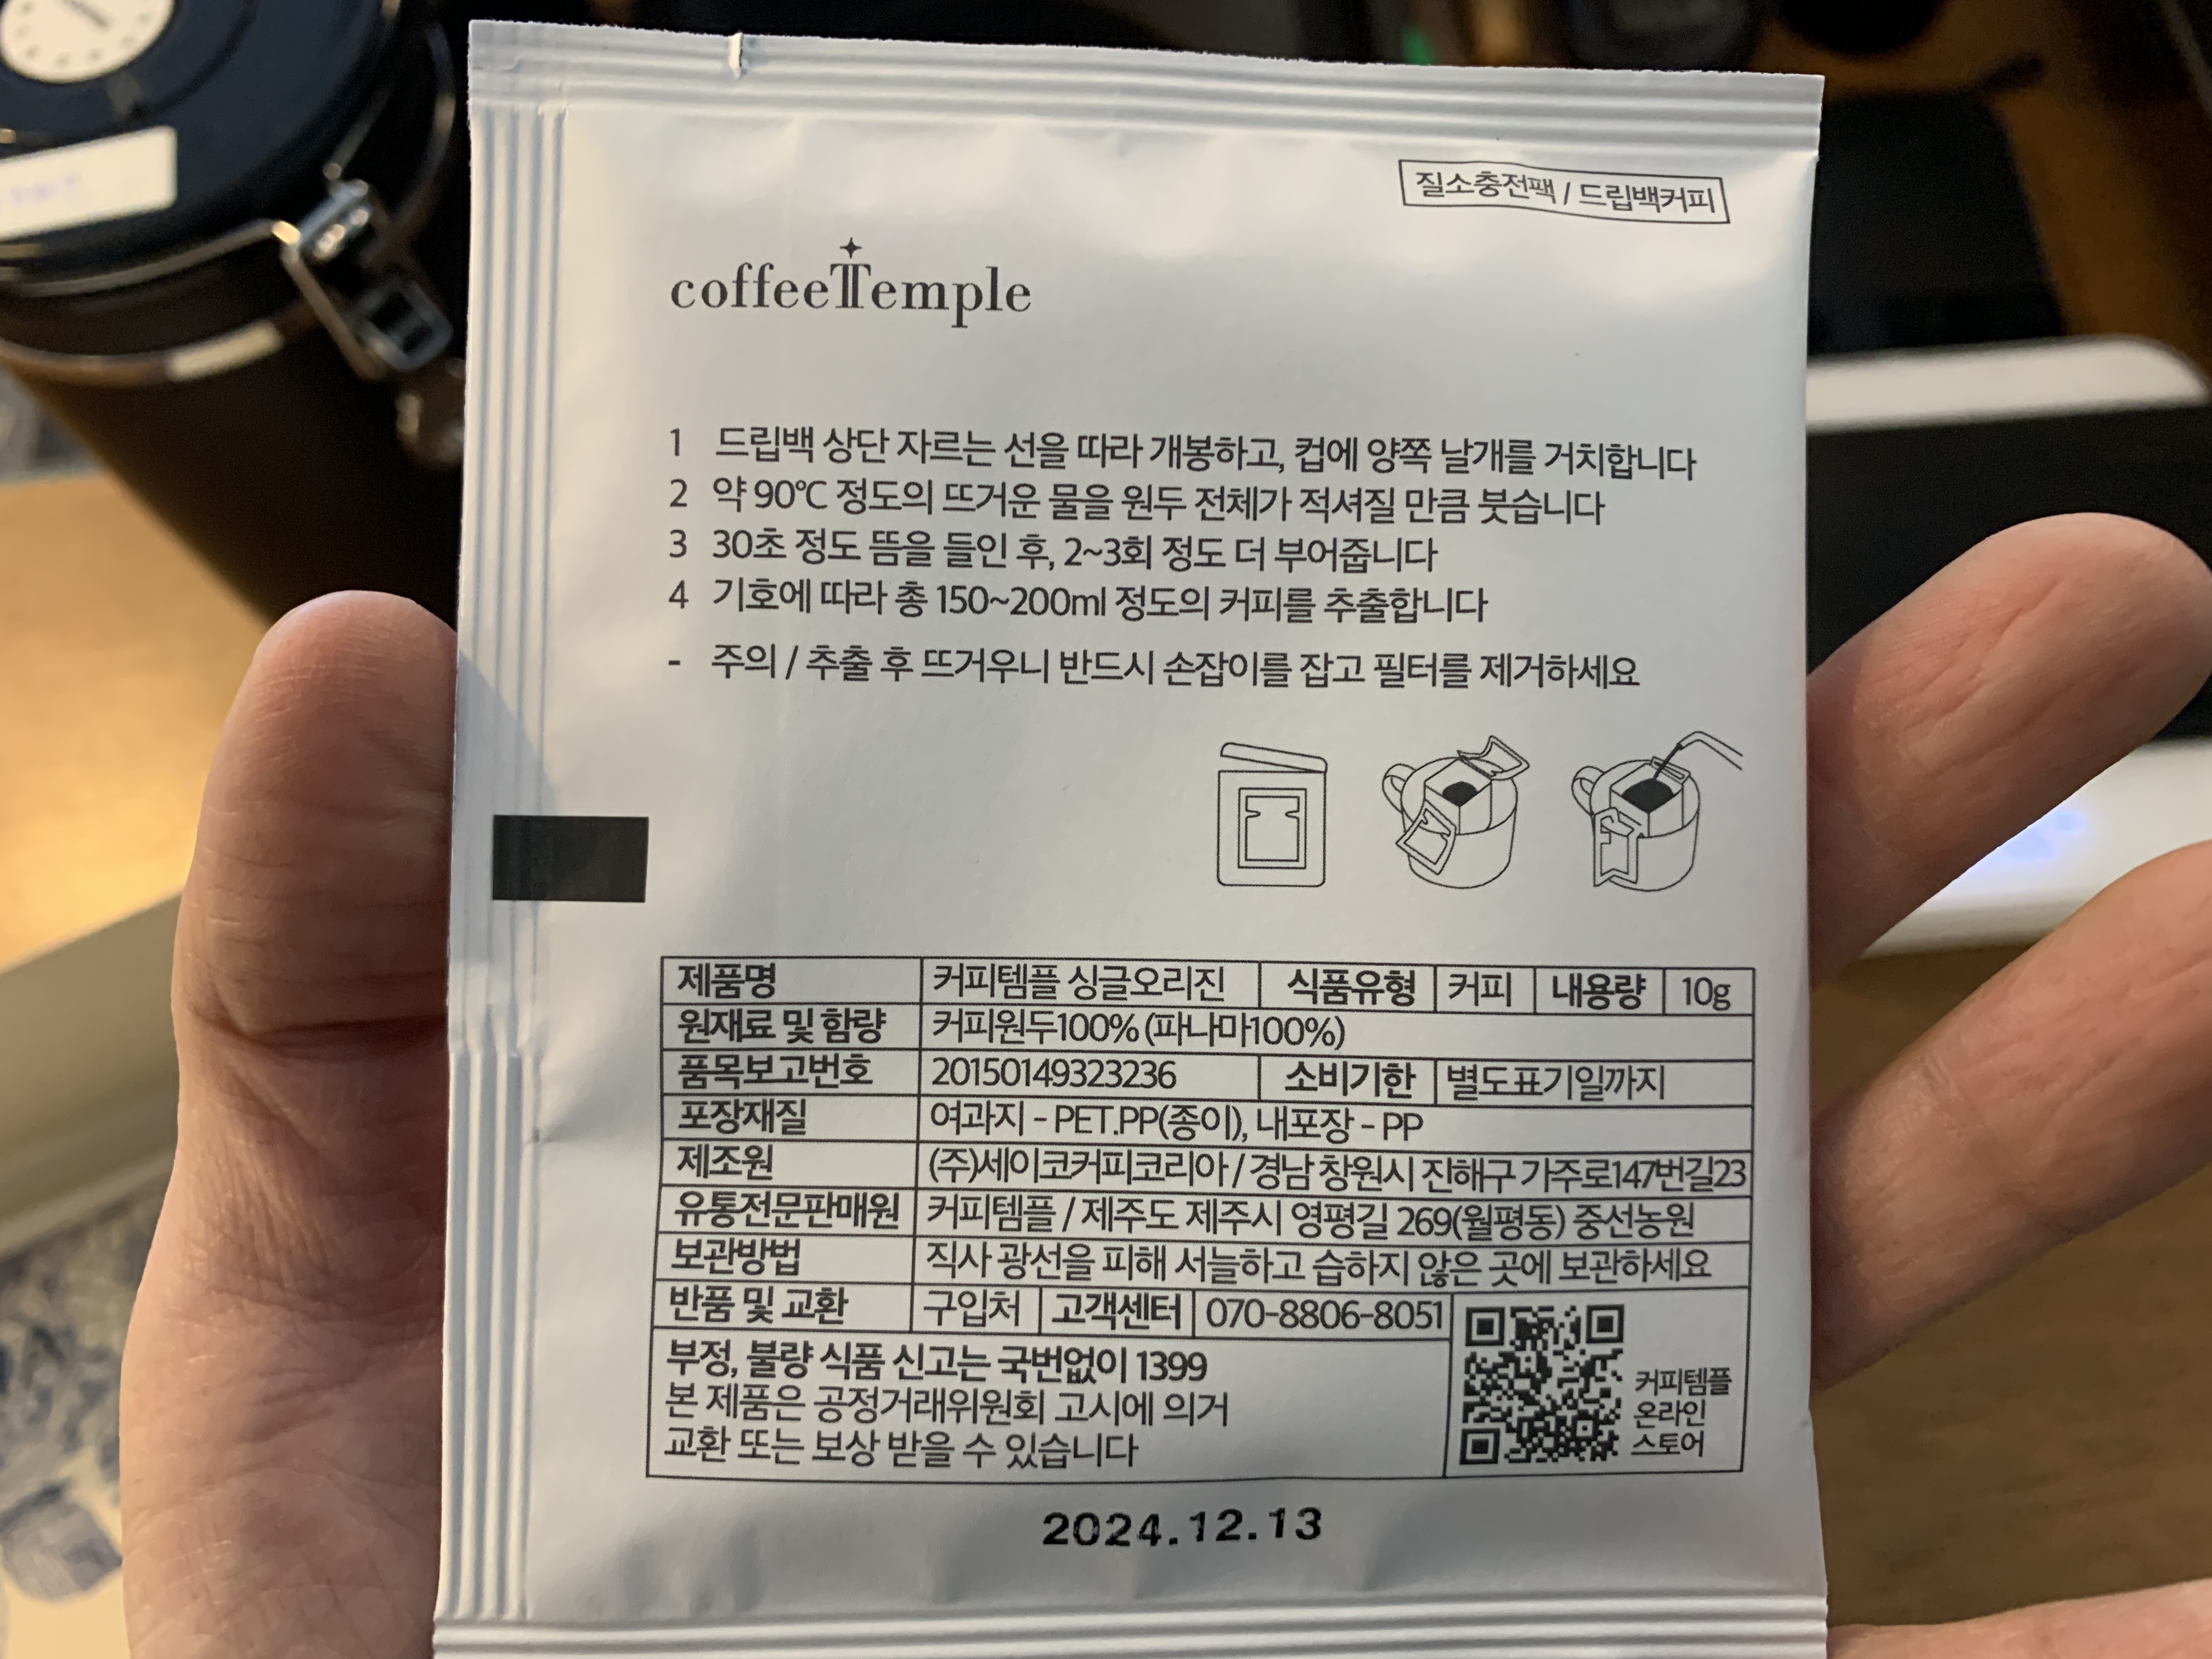 질소충전팩 / 드립백커피
coffeeTemple
1 드립백 상단 자르는 선을 따라 개봉하고, 컵에 양쪽 날개를 거치합니다
2 약 90℃ 정도의 뜨거운 물을 원두 전체가 적셔질 만큼 붓습니다
3 30초 정도 뜸을 들인 후, 2~3회 정도 더 부어줍니다
4 기호에 따라 총 150~200ml 정도의 커피를 추출합니다
- 주의 / 추출 후 뜨거우니 반드시 손잡이를 잡고 필터를 제거하세요
제품명 커피템플 싱글오리진 식품유형 커피 내용량 10g
원재료 및 함량 커피원두100% (파나마100%)
품목보고번호 20150149323236 소비기한 별도표기일까지
포장재질 여과지 - PET.PP(종이), 내포장 - PP
제조원 (주)세이코커피코리아 / 경남 창원시 진해구 가주로147번길23
유통전문판매원 커피템플 / 제주도 제주시 영평길 269(월평동) 중선농원
보관방법 직사 광선을 피해 서늘하고 습하지 않은 곳에 보관하세요
반품 및 교환 구입처 고객센터 070-8806-8051
부정, 불량 식품 신고는 국번없이 1399
본 제품은 공정거래위원회 고시에 의거
교환 또는 보상 받을 수 있습니다
커피템플
온라인
스토어
2024.12.13